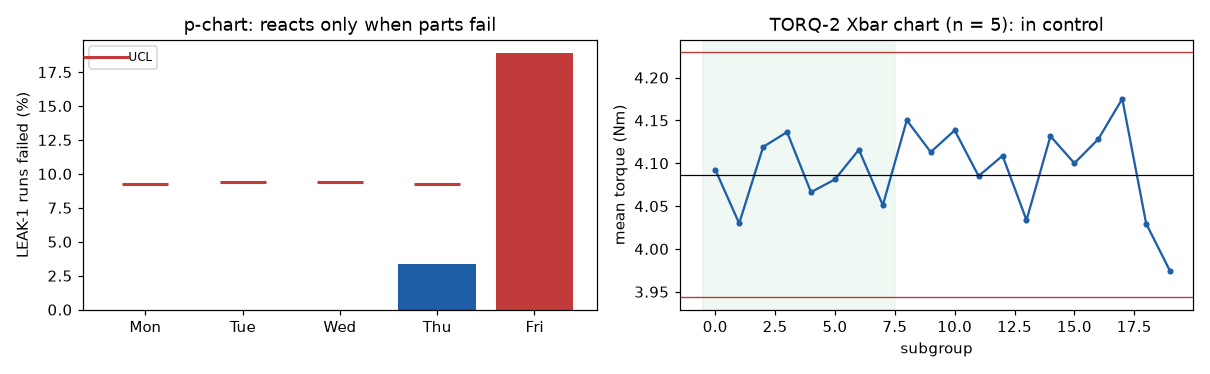 p-chart: reacts only when parts fail
UCL
LEAK-1 runs failed (%)
17.5
15.0
12.5
10.0
7.5
5.0
2.5
0.0
Mon Tue Wed Thu Fri
TORQ-2 Xbar chart (n = 5): in control
mean torque (Nm)
4.20
4.15
4.10
4.05
4.00
3.95
0.0 2.5 5.0 7.5 10.0 12.5 15.0 17.5
subgroup